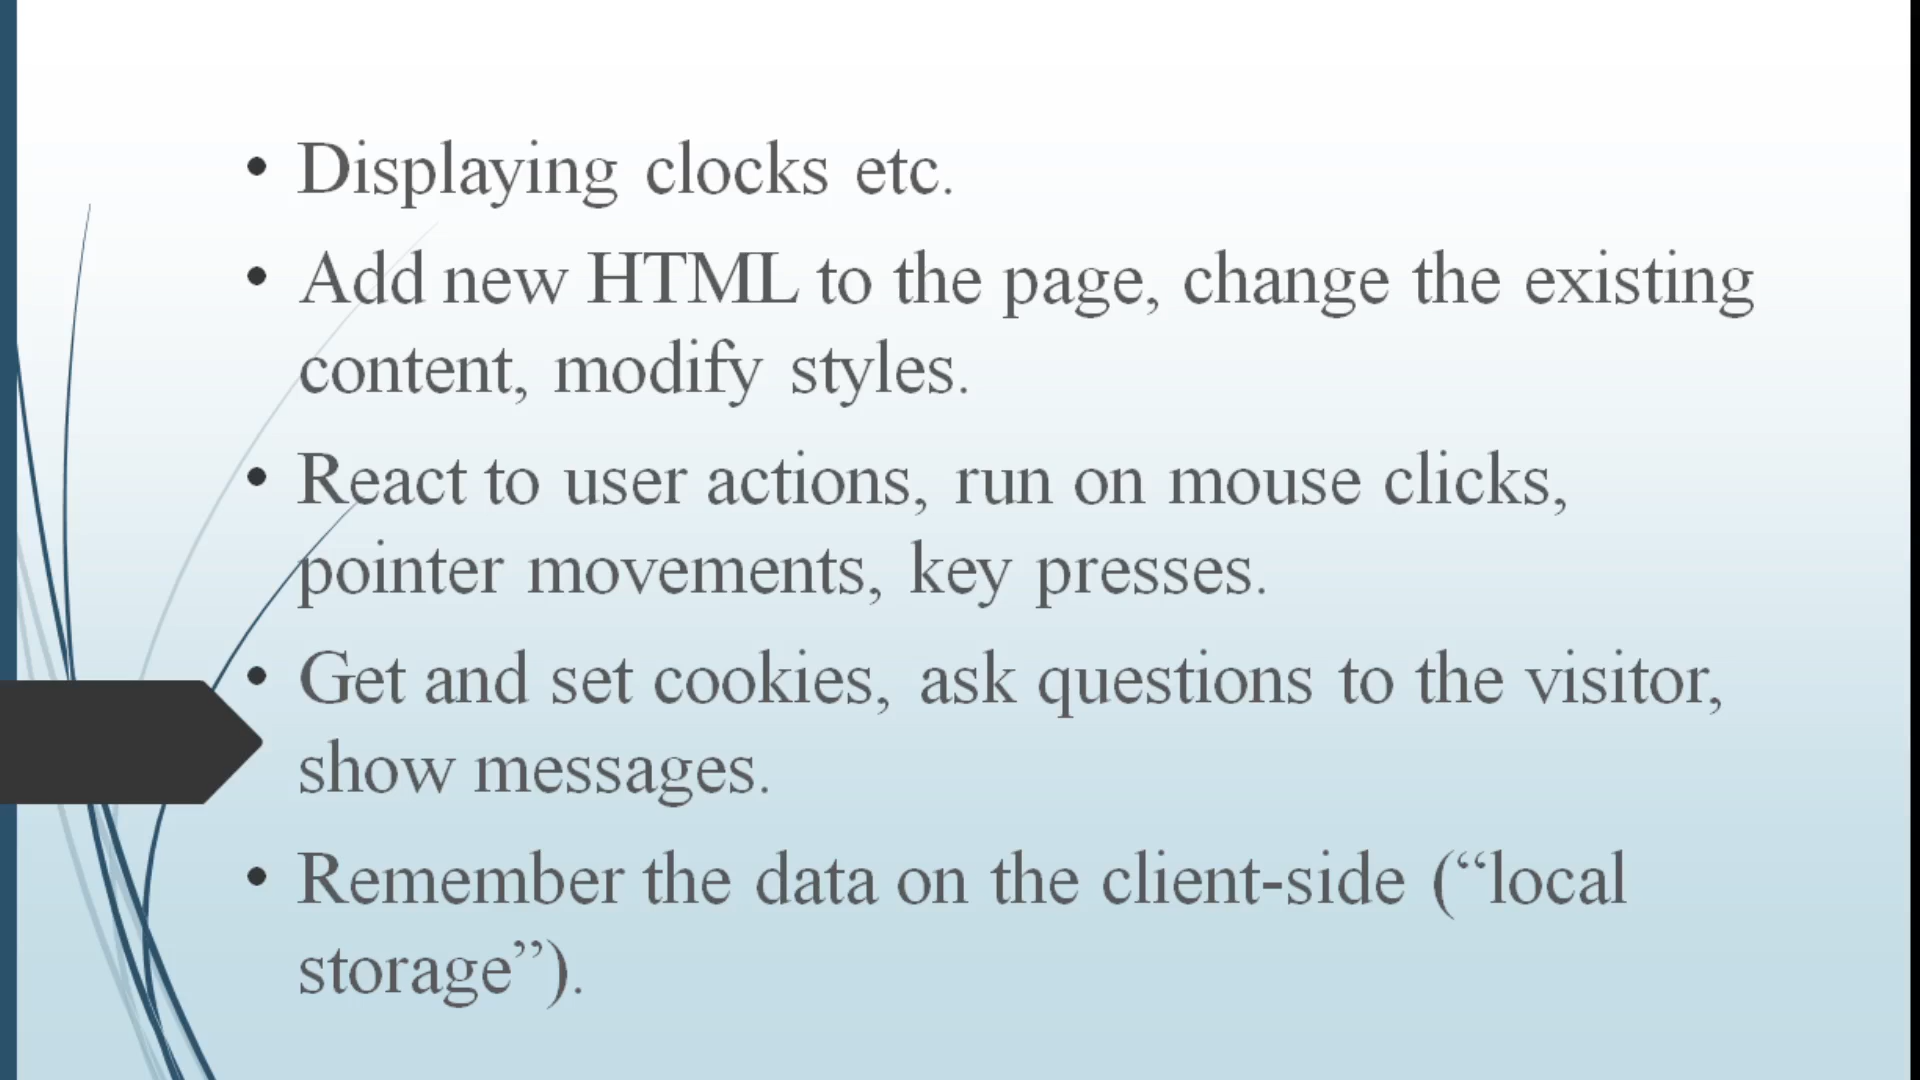 • Displaying clocks etc.
• Add new HTML to the page, change the existing
content, modify styles.
• React to user actions, run on mouse clicks,
pointer movements, key presses.
• Get and set cookies, ask questions to the visitor,
show messages.
• Remember the data on the client-side (“local
storage”).